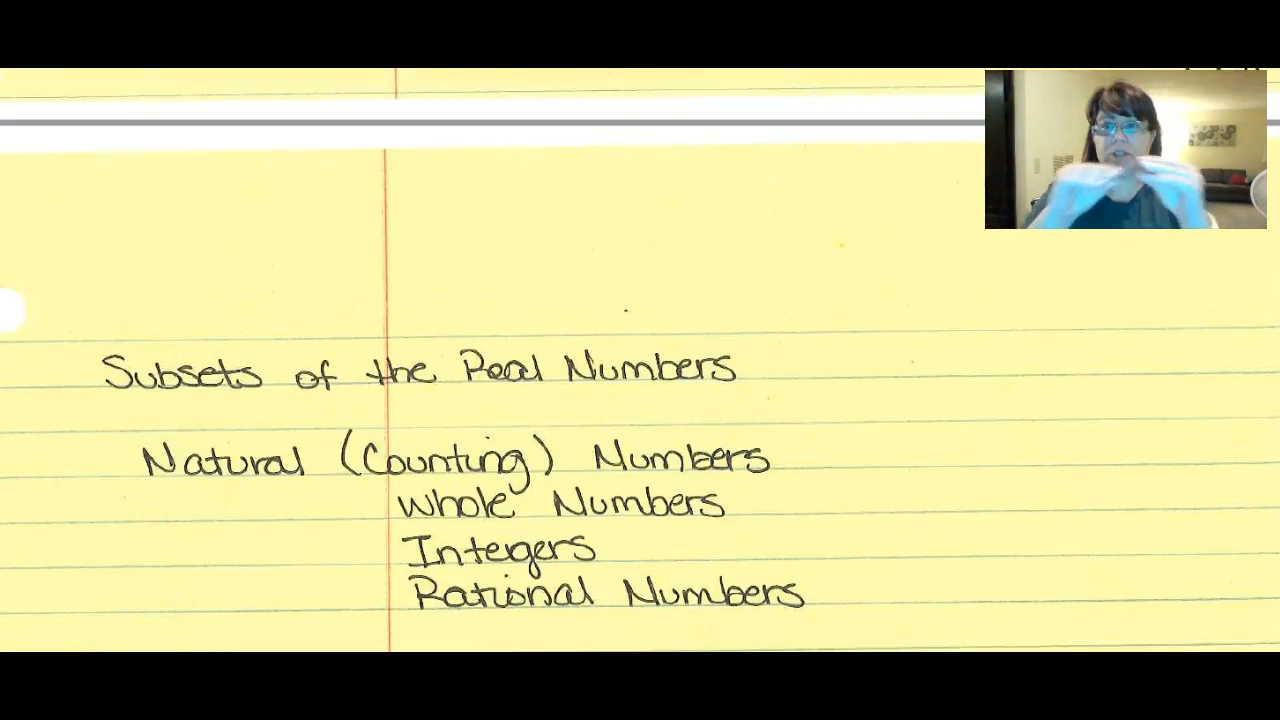 Subsets of the Real Numbers
Natural (Counting) Numbers
Whole Numbers
Integers
Rational Numbers